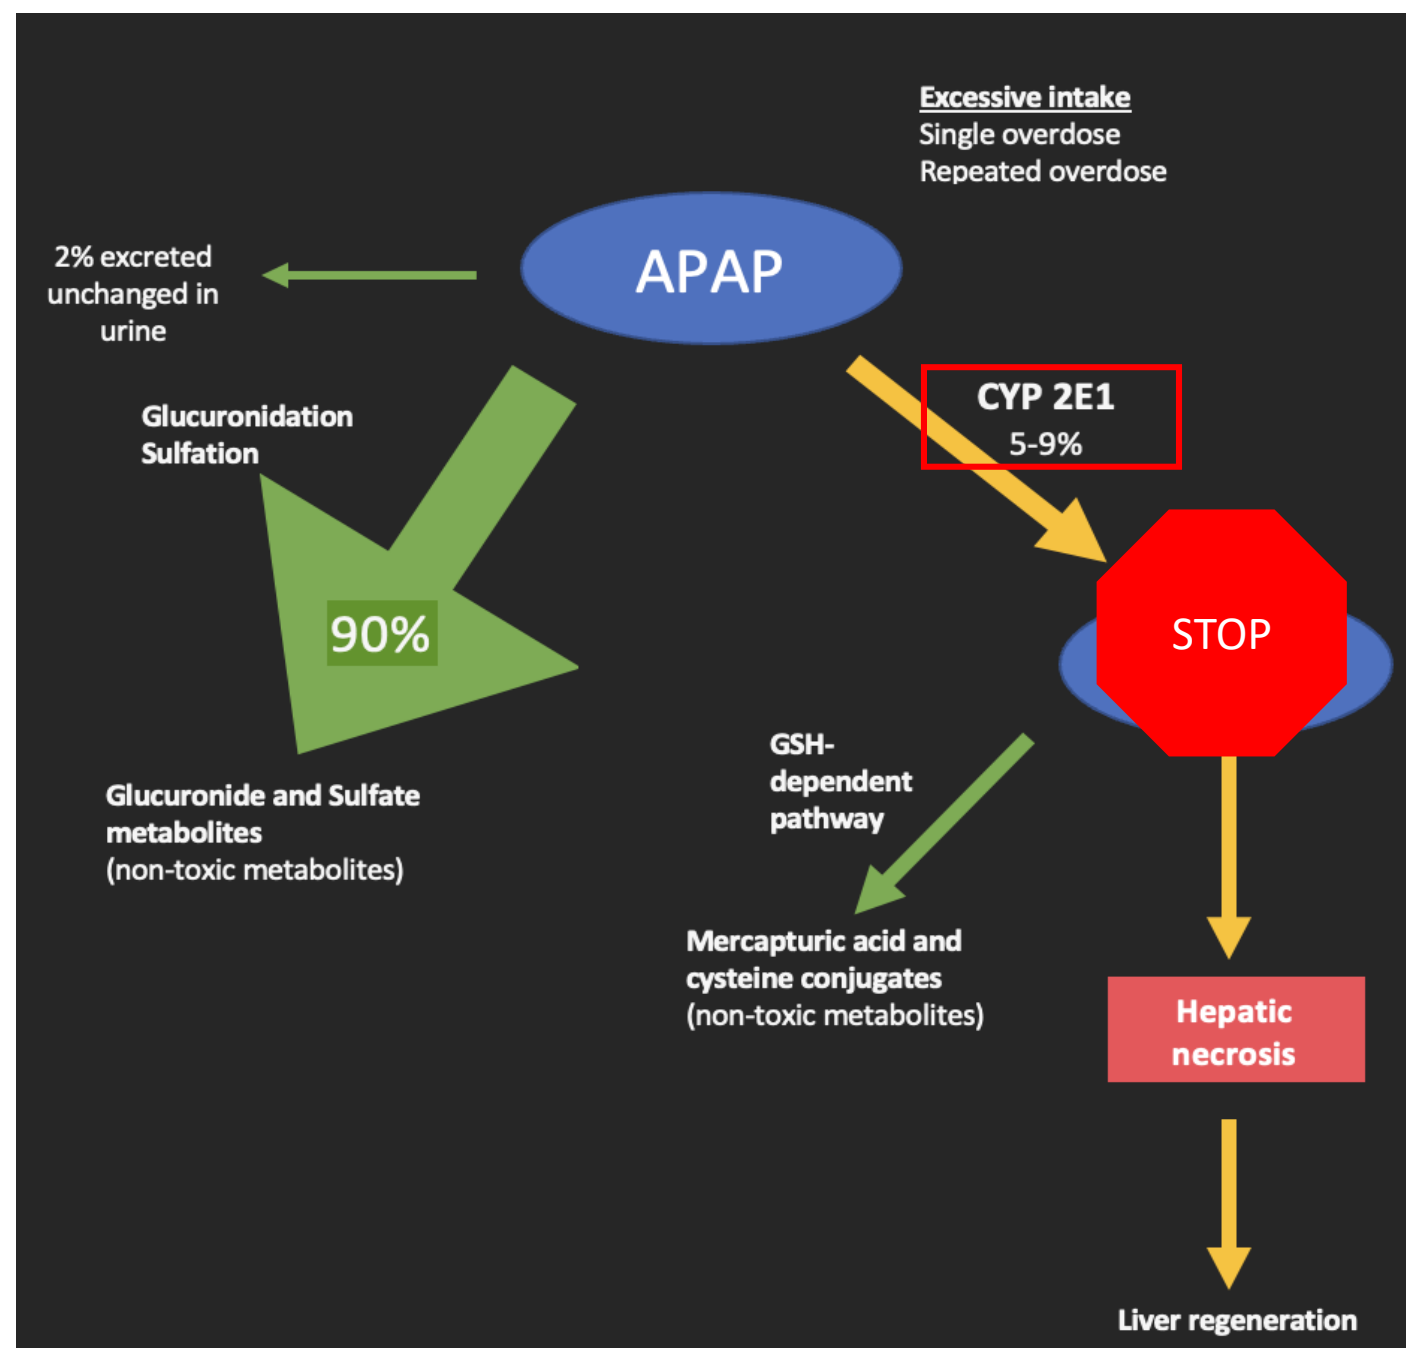 Excessive intake
Single overdose
Repeated overdose
APAP
2% excreted
unchanged in
urine
CYP 2E1
5-9%
Glucuronidation
Sulfation
90%
STOP
GSH-
dependent
pathway
Glucuronide and Sulfate
metabolites
(non-toxic metabolites)
Mercapturic acid and
cysteine conjugates
(non-toxic metabolites)
Hepatic
necrosis
Liver regeneration